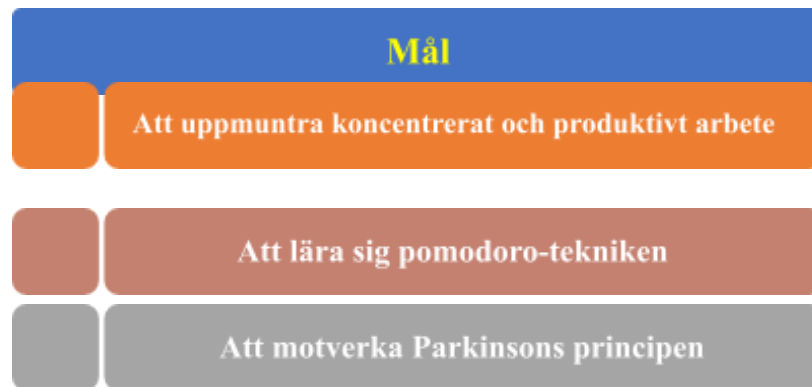 Mål
Att uppmuntra koncentrerat och produktivt arbete
Att lära sig pomodoro-tekniken
Att motverka Parkinsons principen